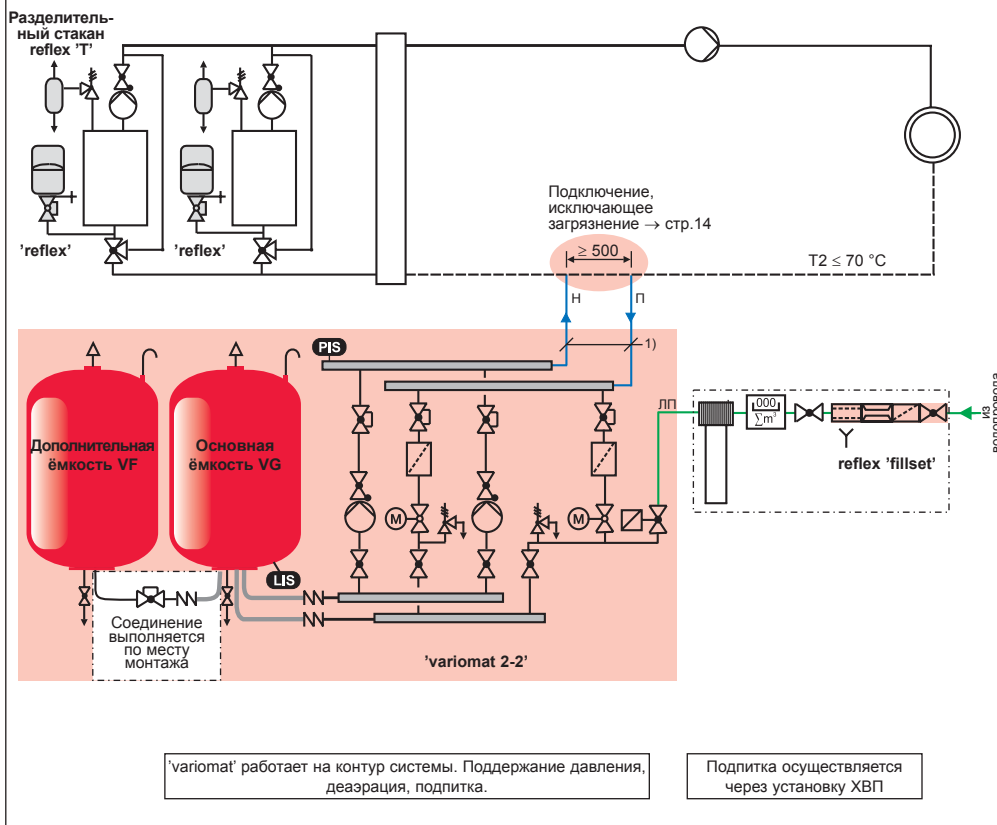 Разделитель-
ный стакан
reflex 'T'
'reflex'
'reflex'
Подключение,
исключающее
загрязнение → стр.14
≥ 500
T2 ≤ 70 °C
Н
П
1)
PIS
ЛП
000
∑m³
из
водопровода
reflex 'fillset'
Дополнительная
ёмкость VF
Основная
ёмкость VG
M
M
LIS
Соединение
выполняется
по месту
монтажа
'variomat 2-2'
'variomat' работает на контур системы. Поддержание давления,
деаэрация, подпитка.
Подпитка осуществляется
через установку ХВП